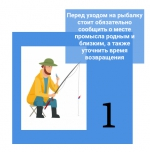 Перед уходом на рыбалку
стоит обязательно
сообщить о месте
промысла родным и
близким, а также
уточнить время
возвращения
1